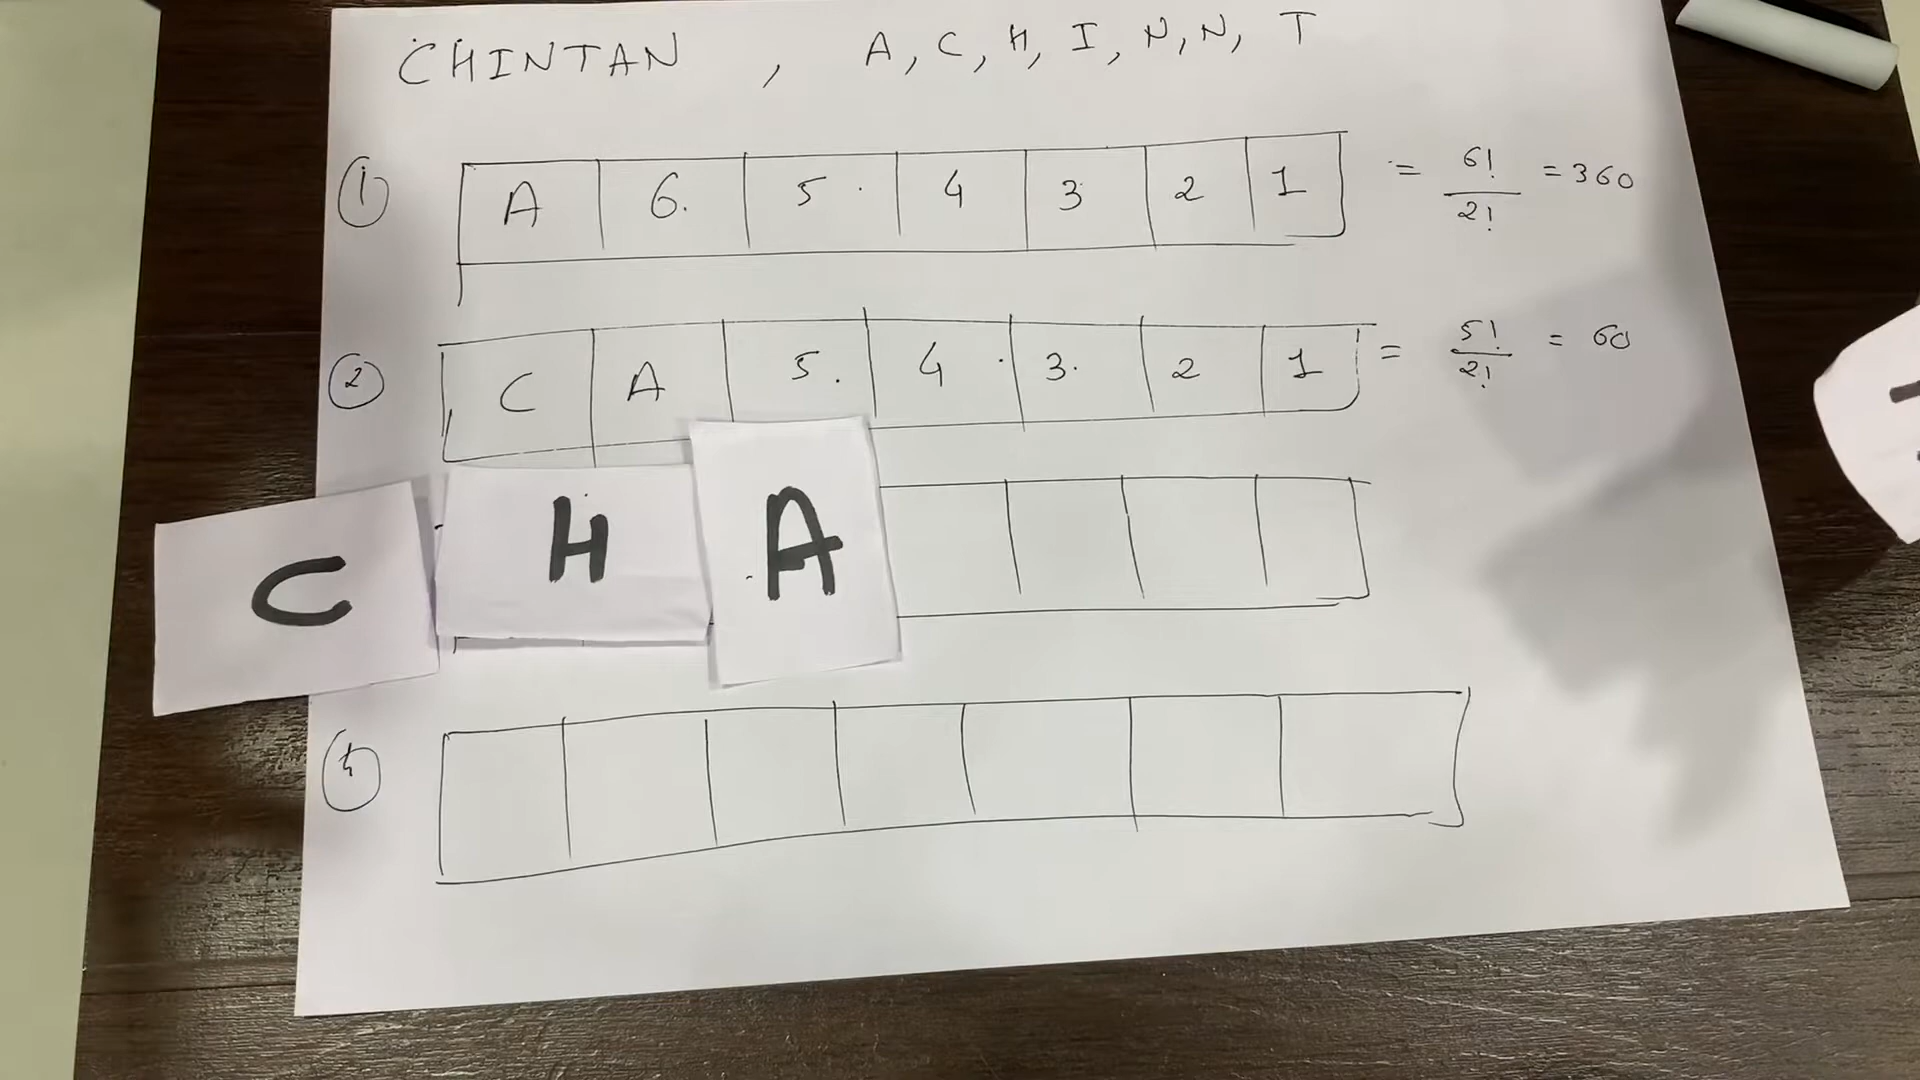 CHINTAN , A, C, H, I, N, N, T
1 A 6. 5. 4 3 2 1 = 6!/2! = 360
2 C A 5. 4. 3. 2 1 = 5!/2! = 60
C H A
4